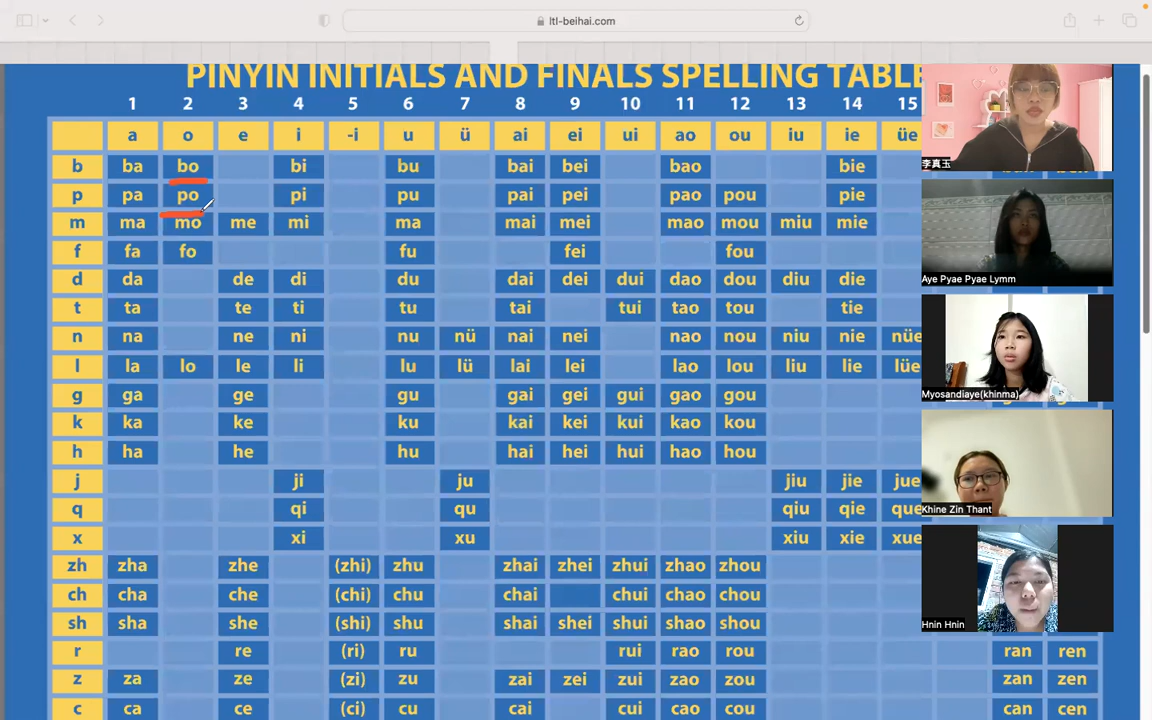 ltl-beihai.com
PINYIN INITIALS AND FINALS SPELLING TABLE
1 2 3 4 5 6 7 8 9 10 11 12 13 14 15
a o e i -i u ü ai ei ui ao ou iu ie üe
b ba bo bi bu bai bei bao bie
p pa po pi pu pai pei pao pou pie
m ma mo me mi ma mai mei mao mou miu mie
f fa fo fu fei fou
d da de di du dai dei dui dao dou diu die
t ta te ti tu tai tui tao tou tie
n na ne ni nu nü nai nei nao nou niu nie nüe
l la lo le li lu lü lai lei lao lou liu lie lüe
g ga ge gu gai gei gui gao gou
k ka ke ku kai kei kui kao kou
h ha he hu hai hei hui hao hou
j ji ju jiu jie jue
q qi qu qiu qie que
x xi xu xiu xie xue
zh zha zhe (zhi) zhu zhai zhei zhui zhao zhou
ch cha che (chi) chu chai chui chao chou
sh sha she (shi) shu shai shei shui shao shou
r re (ri) ru rui rao rou ran ren
z za ze (zi) zu zai zei zui zao zou zan zen
c ca ce (ci) cu cai cui cao cou can cen
李真玉
Aye Pyae Pyae Lymm
Myosandiaye(khinma)
Khine Zin Thant
Hnin Hnin